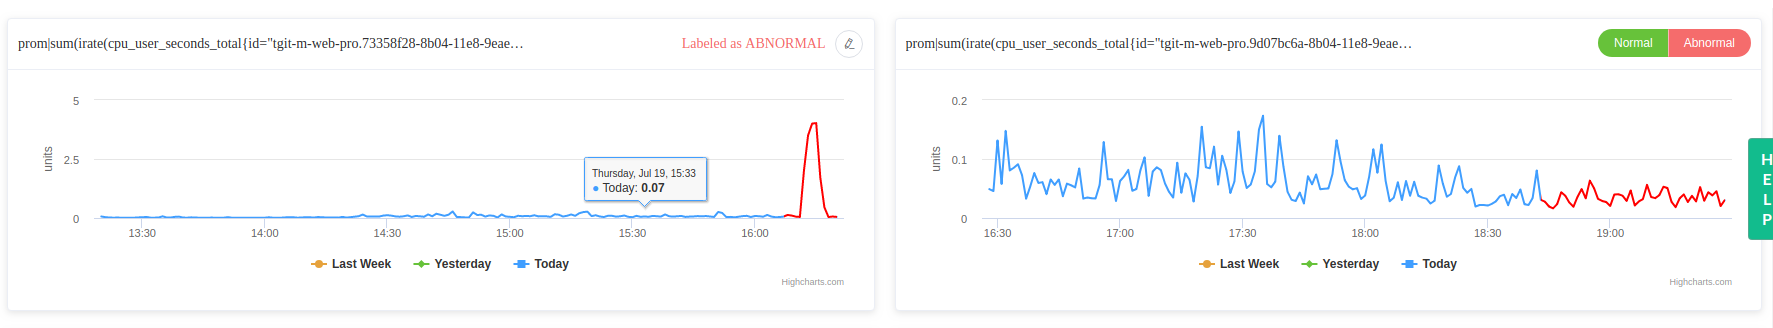 prom|sum(irate(cpu_user_seconds_total{id="tgit-m-web-pro.73358f28-8b04-11e8-9eae…
Labeled as ABNORMAL
units
5
2.5
0
Thursday, Jul 19, 15:33
● Today: 0.07
13:30 14:00 14:30 15:00 15:30 16:00
Last Week Yesterday Today
Highcharts.com
prom|sum(irate(cpu_user_seconds_total{id="tgit-m-web-pro.9d07bc6a-8b04-11e8-9eae…
Normal Abnormal
units
0.2
0.1
0
16:30 17:00 17:30 18:00 18:30 19:00
Last Week Yesterday Today
Highcharts.com
HELP